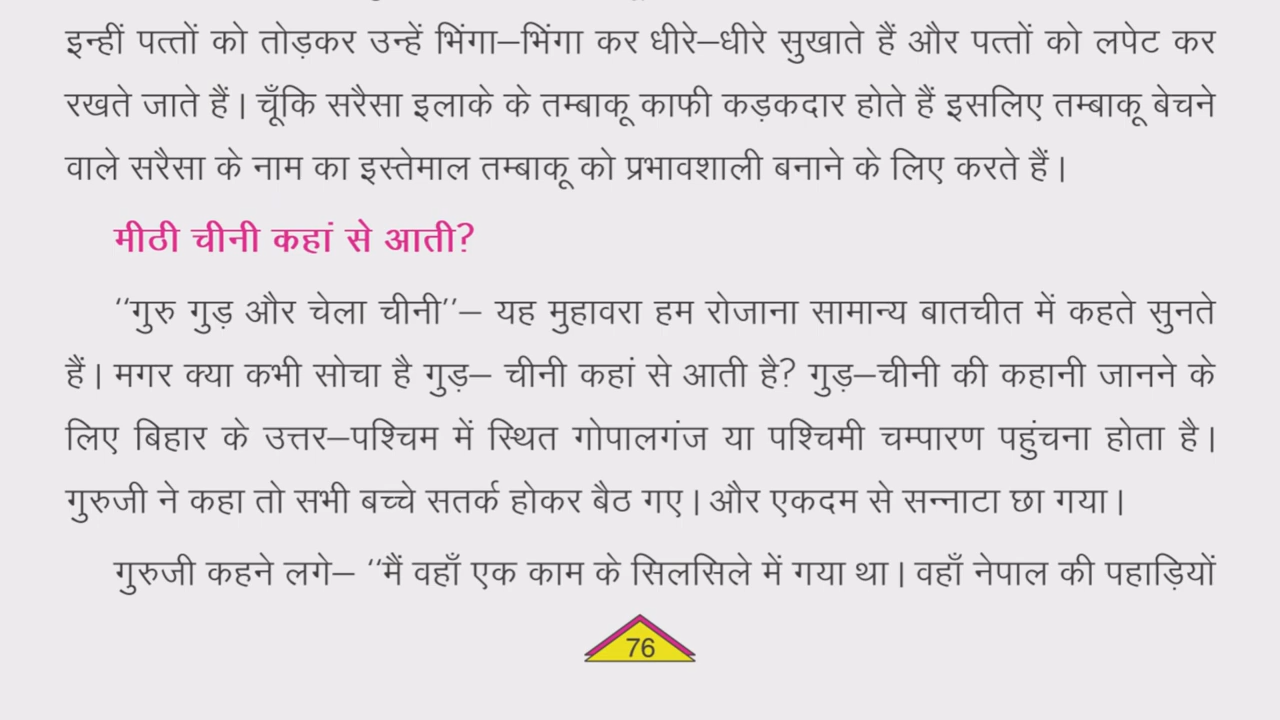 इन्हीं पत्तों को तोड़कर उन्हें भिंगा–भिंगा कर धीरे–धीरे सुखाते हैं और पत्तों को लपेट कर
रखते जाते हैं। चूँकि सरैसा इलाके के तम्बाकू काफी कड़कदार होते हैं इसलिए तम्बाकू बेचने
वाले सरैसा के नाम का इस्तेमाल तम्बाकू को प्रभावशाली बनाने के लिए करते हैं।
मीठी चीनी कहां से आती?
‘‘गुरु गुड़ और चेला चीनी’’– यह मुहावरा हम रोजाना सामान्य बातचीत में कहते सुनते
हैं। मगर क्या कभी सोचा है गुड़– चीनी कहां से आती है? गुड़–चीनी की कहानी जानने के
लिए बिहार के उत्तर–पश्चिम में स्थित गोपालगंज या पश्चिमी चम्पारण पहुंचना होता है।
गुरुजी ने कहा तो सभी बच्चे सतर्क होकर बैठ गए। और एकदम से सन्नाटा छा गया।
गुरुजी कहने लगे– ‘‘मैं वहाँ एक काम के सिलसिले में गया था। वहाँ नेपाल की पहाड़ियों
76